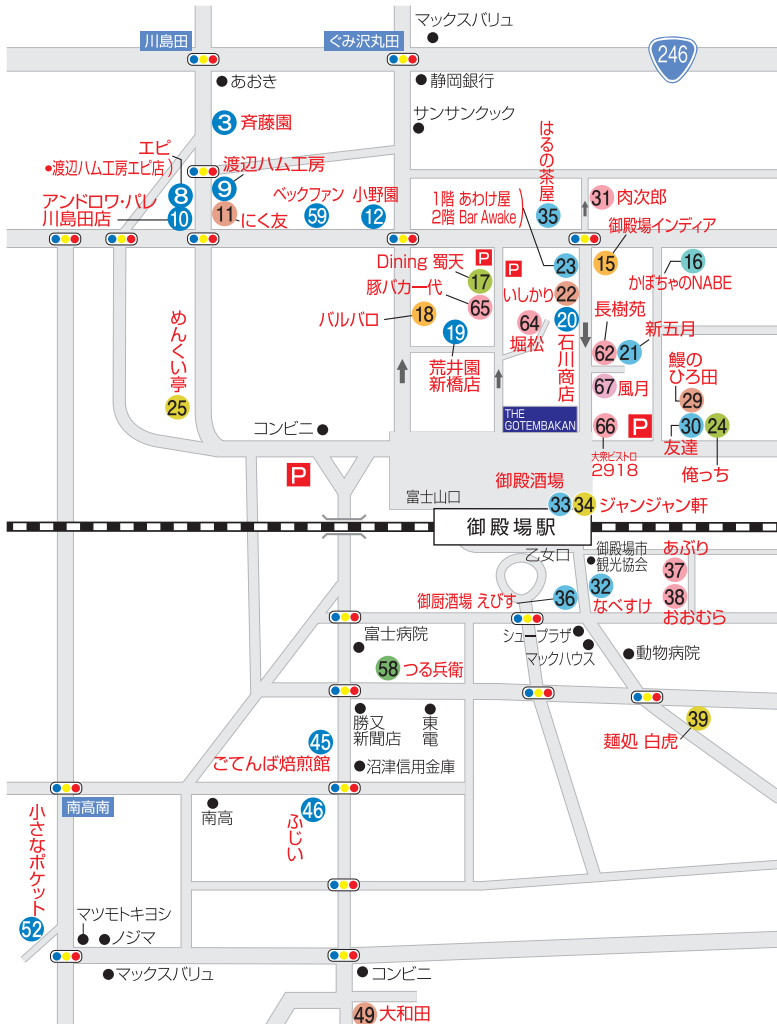 マックスバリュ
川島田
ぐみ沢丸田
246
あおき
静岡銀行
サンサンクック
3 斉藤園
エピ
渡辺ハム工房エピ店)
8
渡辺ハム工房
9
アンドロワ・パレ
川島田店
10
11 にく友
ベックファン
59
小野園
12
はるの茶屋
35
1階 あわけ屋
2階 Bar Awake
23
31 肉次郎
御殿場インディア
15
16
かぼちゃのNABE
Dining 蜀天
P
P
17
豚バカ一代
65
バルバロ
18
19
荒井園
新橋店
いしかり 22
64
堀松
20
石川商店
長樹苑
62
新五月
21
67 風月
鰻の
ひろ田
29
めんくい亭
25
コンビニ
THE
GOTEMBAKAN
66
P
大衆ビストロ
2918
30
友達
24
俺っち
P
御殿酒場
富士山口
33
34 ジャンジャン軒
御殿場駅
乙女口
御殿場市
観光協会
あぶり
37
38
おおむら
32
なべすけ
御厨酒場 えびす 36
富士病院
シュープラザ
マックハウス
動物病院
58 つる兵衛
39
麺処 白虎
勝又
新聞店
東電
45
ごてんば焙煎館
沼津信用金庫
南高南
南高
46
ふじい
小さなポケット
52
マツモトキヨシ
ノジマ
マックスバリュ
コンビニ
49 大和田